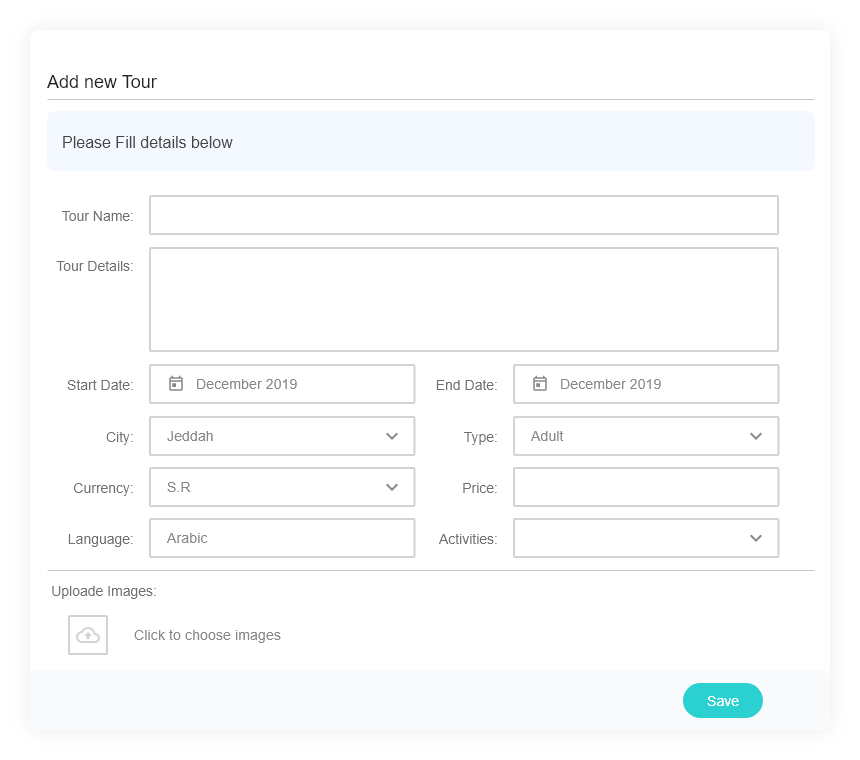 Add new Tour
Please Fill details below
Tour Name:
Tour Details:
Start Date: December 2019 End Date: December 2019
City: Jeddah Type: Adult
Currency: S.R Price:
Language: Arabic Activities:
Uploade Images:
Click to choose images
Save